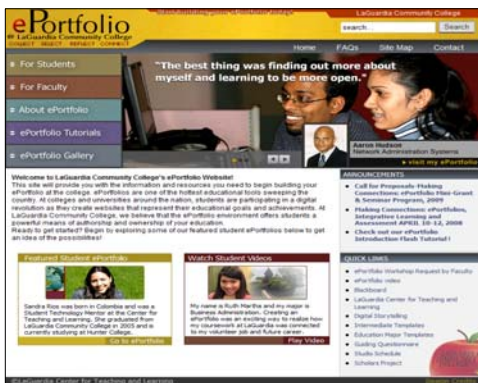 ePortfolio
@ LaGuardia Community College
COLLECT SELECT REFLECT CONNECT
LaGuardia Community College
search...
Search
Home
FAQs
Site Map
Contact
For Students
For Faculty
About ePortfolio
ePortfolio Tutorials
ePortfolio Gallery
"The best thing was finding out more about
myself and learning to be more open."
Aaron Hudson
Network Administration Systems
visit my ePortfolio
Welcome to LaGuardia Community College's ePortfolio Website!
This site will provide you with the information and resources you need to begin building your
ePortfolio at the college. ePortfolios are one of the hottest educational tools sweeping the
country. At colleges and universities around the nation, students are participating in a digital
revolution as they create websites that represent their educational goals and achievements. At
LaGuardia Community College, we believe that the ePortfolio environment offers students a
powerful means of authorship and ownership of your education.
Ready to get started? Begin by exploring some of our featured student ePortfolios below to get
an idea of the possibilities!
Featured Student ePortfolio
Sandra Rios was born in Colombia and was a
Student Technology Mentor at the Center for
Teaching and Learning. She graduated from
LaGuardia Community College in 2005 and is
currently studying at Hunter College.
Go to ePortfolio
Watch Student Videos
My name is Ruth Martha and my major is
Business Administration. Creating an
ePortfolio was an exciting way to realize how
my coursework at LaGuardia was connected
to my volunteer job and future career.
Play Video
ANNOUNCEMENTS
Call for Proposals-Making
Connections: ePortfolio Mini-Grant
& Seminar Program, 2009
Making Connections: ePortfolios,
Integrative Learning and
Assessment APRIL 10-12, 2008
Check out our ePortfolio
Introduction Flash Tutorial!
QUICK LINKS
ePortfolio Workshop Request by Faculty
ePortfolio video
Blackboard
LaGuardia Center for Teaching and
Learning
Digital Storytelling
Intermediate Templates
Education Major Templates
Guiding Questionnaire
Studio Schedule
Scholars Project
©LaGuardia Center for Teaching and Learning